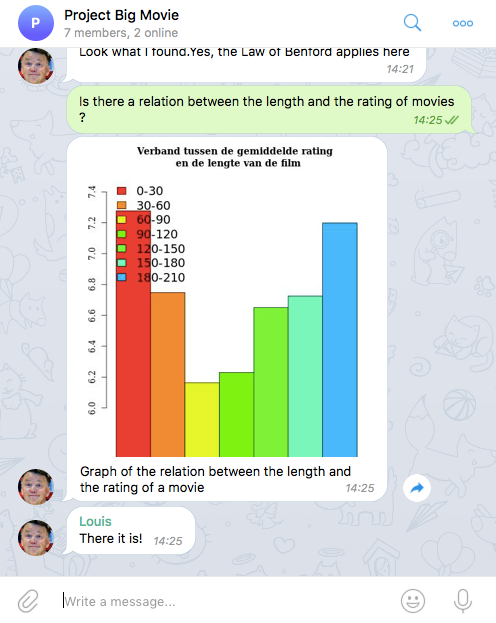 P
Project Big Movie
7 members, 2 online
Look what I found.Yes, the Law of Benford applies here
14:21
Is there a relation between the length and the rating of movies
?
14:25
Verband tussen de gemiddelde rating
en de lengte van de film
7.4
7.2
7.0
6.8
6.6
6.4
6.2
6.0
0-30
30-60
60-90
90-120
120-150
150-180
180-210
Graph of the relation between the length and
the rating of a movie
14:25
Louis
There it is! 14:25
Write a message...